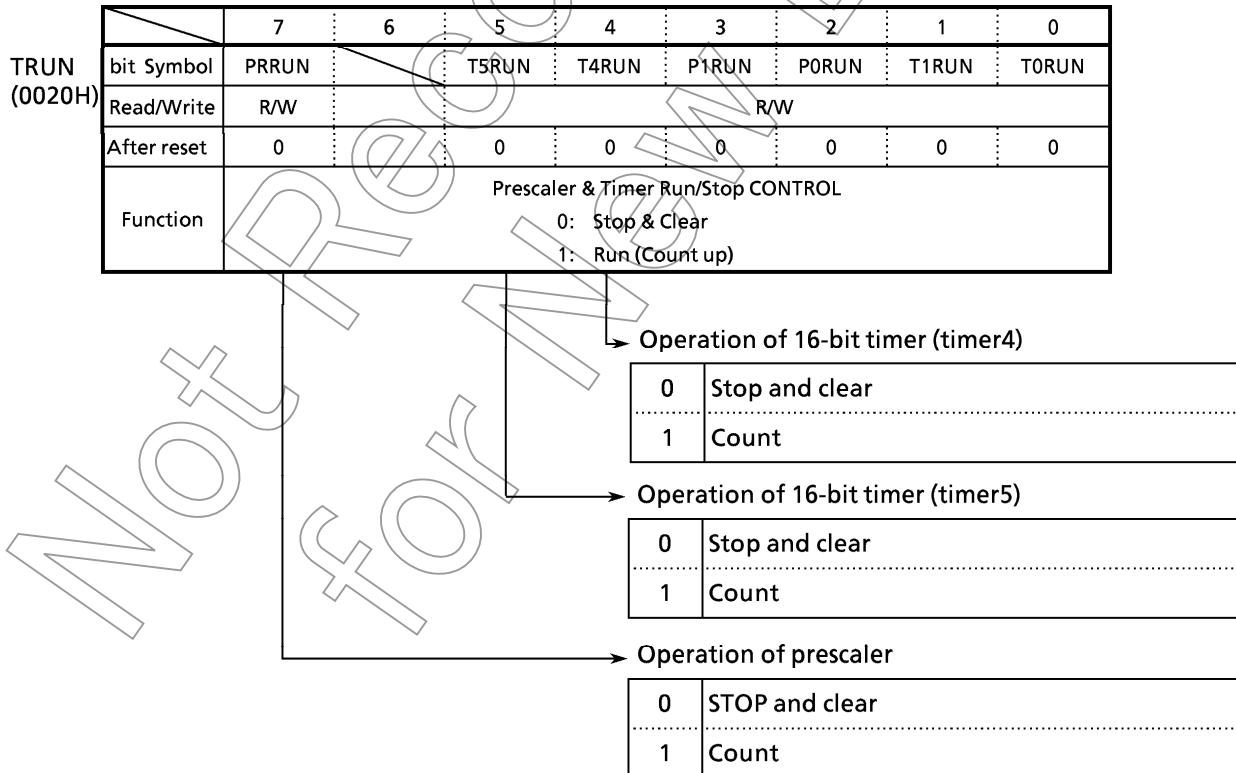 7 6 5 4 3 2 1 0
TRUN
(0020H)
bit Symbol PRRUN T5RUN T4RUN P1RUN P0RUN T1RUN T0RUN
Read/Write R/W R/W
After reset 0 0 0 0 0 0 0
Function
Prescaler & Timer Run/Stop CONTROL
0: Stop & Clear
1: Run (Count up)
Operation of 16-bit timer (timer4)
0 Stop and clear
1 Count
Operation of 16-bit timer (timer5)
0 Stop and clear
1 Count
Operation of prescaler
0 STOP and clear
1 Count
Not Reco
for New